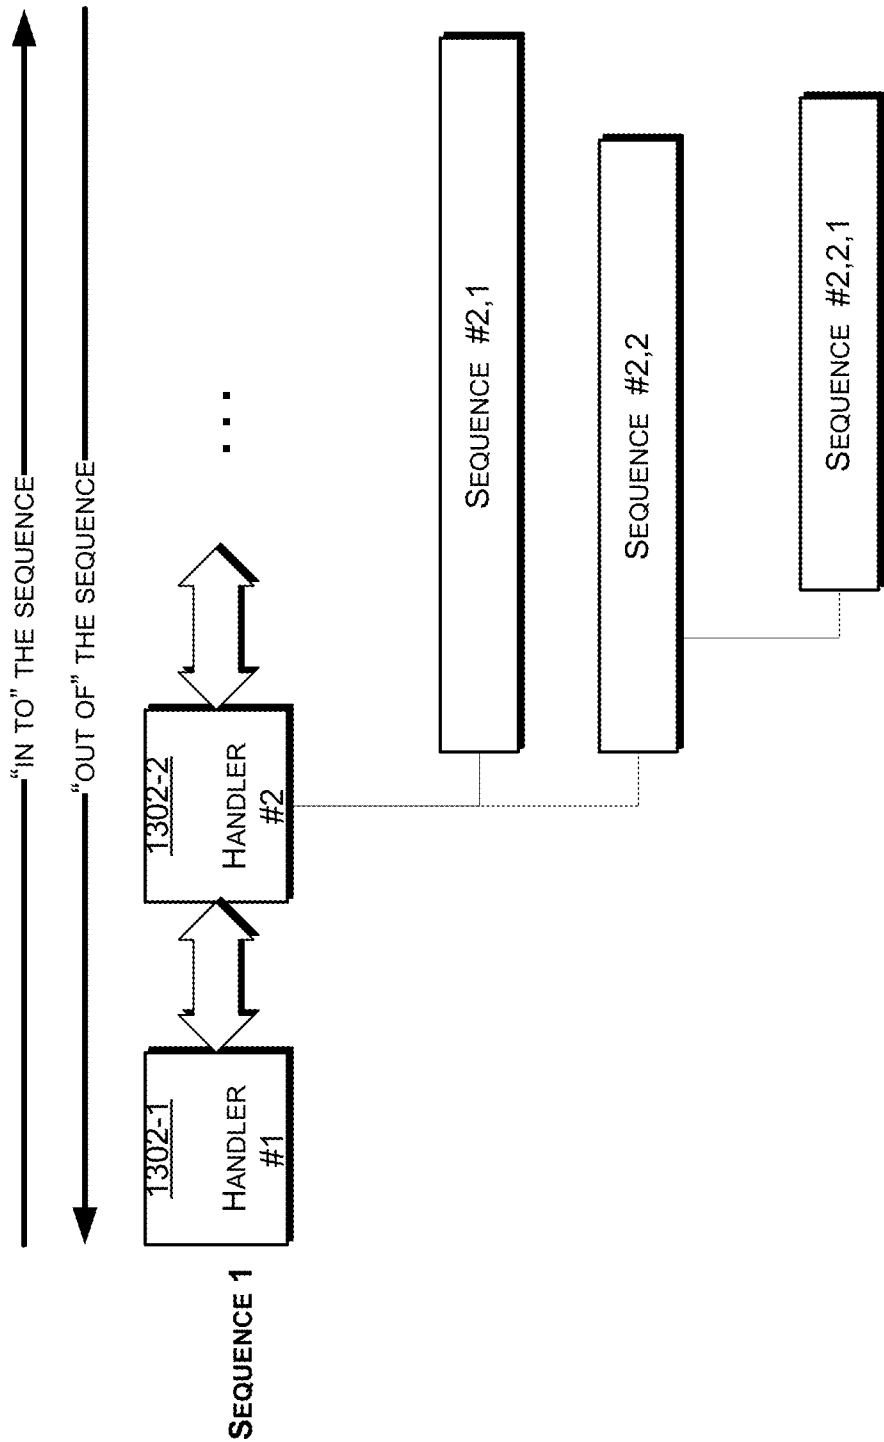 “IN TO” THE SEQUENCE
“OUT OF” THE SEQUENCE
SEQUENCE 1
1302-1
HANDLER
#1
1302-2
HANDLER
#2
...
SEQUENCE #2,1
SEQUENCE #2,2
SEQUENCE #2,2,1